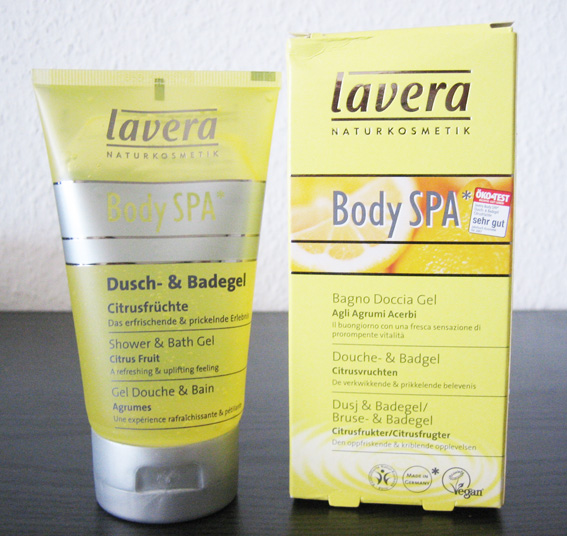 lavera
NATURKOSMETIK
Body SPA*
Dusch- & Badegel
Citrusfrüchte
Das erfrischende & prickelnde Erlebnis
Shower & Bath Gel
Citrus Fruit
A refreshing & uplifting feeling
Gel Douche & Bain
Agrumes
Une expérience rafraîchissante &
lavera
NATURKOSMETIK
Body SPA*
ÖKO-TEST
sehr gut
Bagno Doccia Gel
Agli Agrumi Acerbi
Il buongiorno con una fresca sensazione di
prorompente vitalità
Douche- & Badgel
Citrusvruchten
De verkwikkende & prikkelende belevenis
Dusj & Badegel/
Bruse- & Badegel
Citrusfrukter/Citrusfrugter
Den oppfriskende & kriblende opplevelsen
MADE IN
GERMANY
*
Vegan